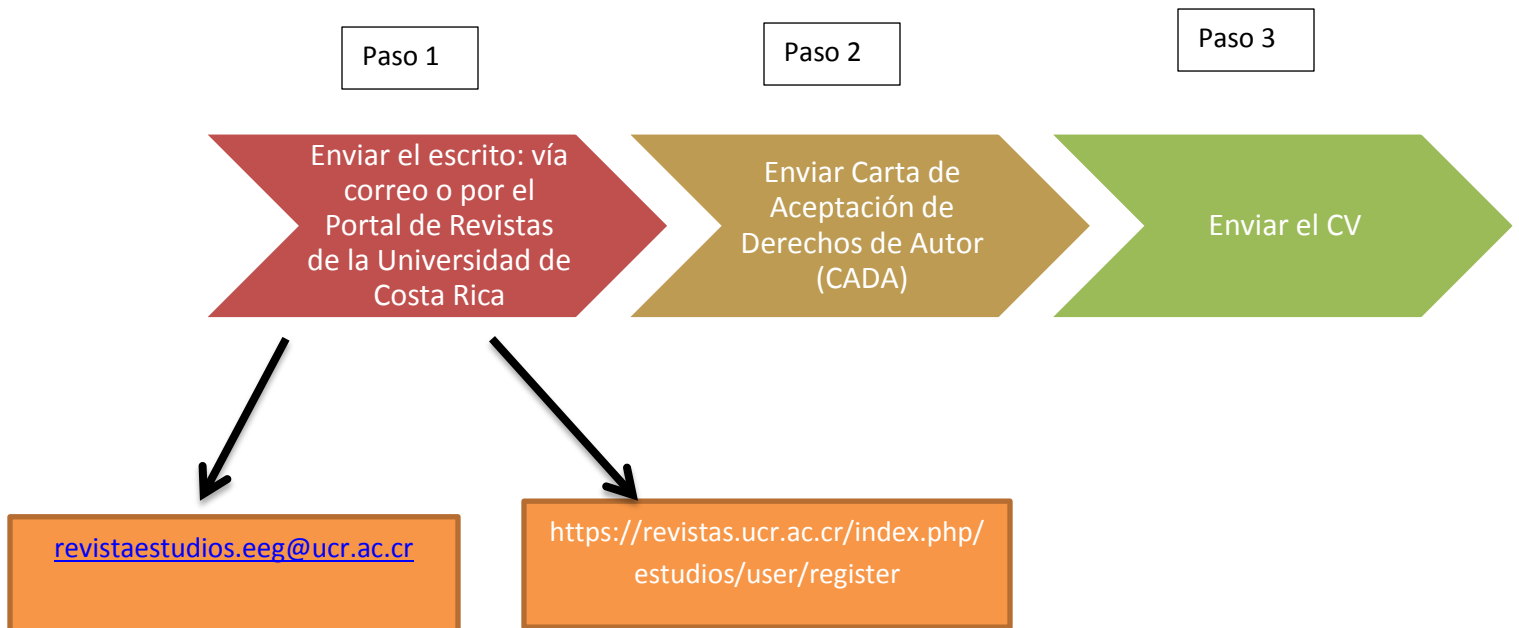 Paso 1
Paso 2
Paso 3
Enviar el escrito: vía
correo o por el
Portal de Revistas
de la Universidad de
Costa Rica
Enviar Carta de
Aceptación de
Derechos de Autor
(CADA)
Enviar el CV
revistaestudios.eeg@ucr.ac.cr
https://revistas.ucr.ac.cr/index.php/
estudios/user/register